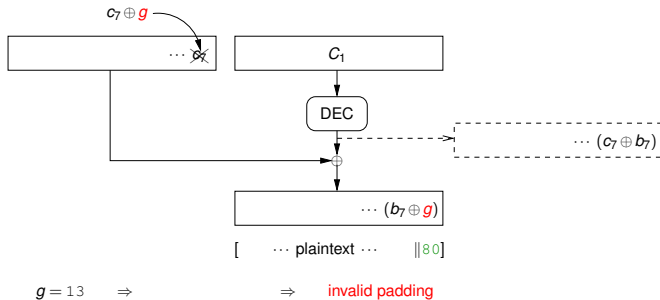 c₇ ⊕ g
⋯ c₇ C₁
DEC
⋯ (c₇ ⊕ b₇)
⊕
⋯ (b₇ ⊕ g)
[ ⋯ plaintext ⋯ ‖80]
g = 13 ⇒ ⇒ invalid padding